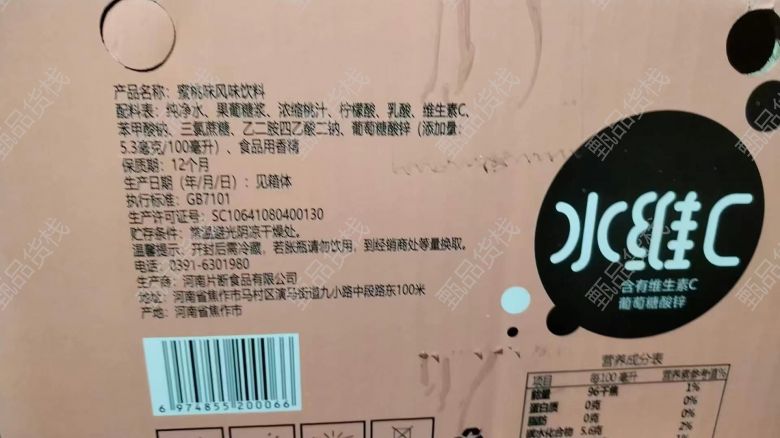 产品名称：蜜桃味风味饮料
配料表：纯净水、果葡糖浆、浓缩桃汁、柠檬酸、乳酸、维生素C、
苯甲酸钠、三氯蔗糖、乙二胺四乙酸二钠、葡萄糖酸锌（添加量：
5.3毫克/100毫升）、食品用香精
保质期：12个月
生产日期（年/月/日）：见箱体
执行标准：GB7101
生产许可证号：SC10641080400130
贮存条件：常温避光阴凉干燥处。
温馨提示：开封后需冷藏，若胀瓶请勿饮用，到经销商处等量换取。
电话：0391-6301980
生产商：河南片断食品有限公司
地址：河南省焦作市马村区演马街道九小路中段路东100米
产地：河南省焦作市
6 974855 200066
水维C
含有维生素C
葡萄糖酸锌
营养成分表
项目 每100毫升 营养素参考值%
能量 96千焦 1%
蛋白质 0克 0%
脂肪 0克 0%
碳水化合物 5.6克 2%
甄品货栈